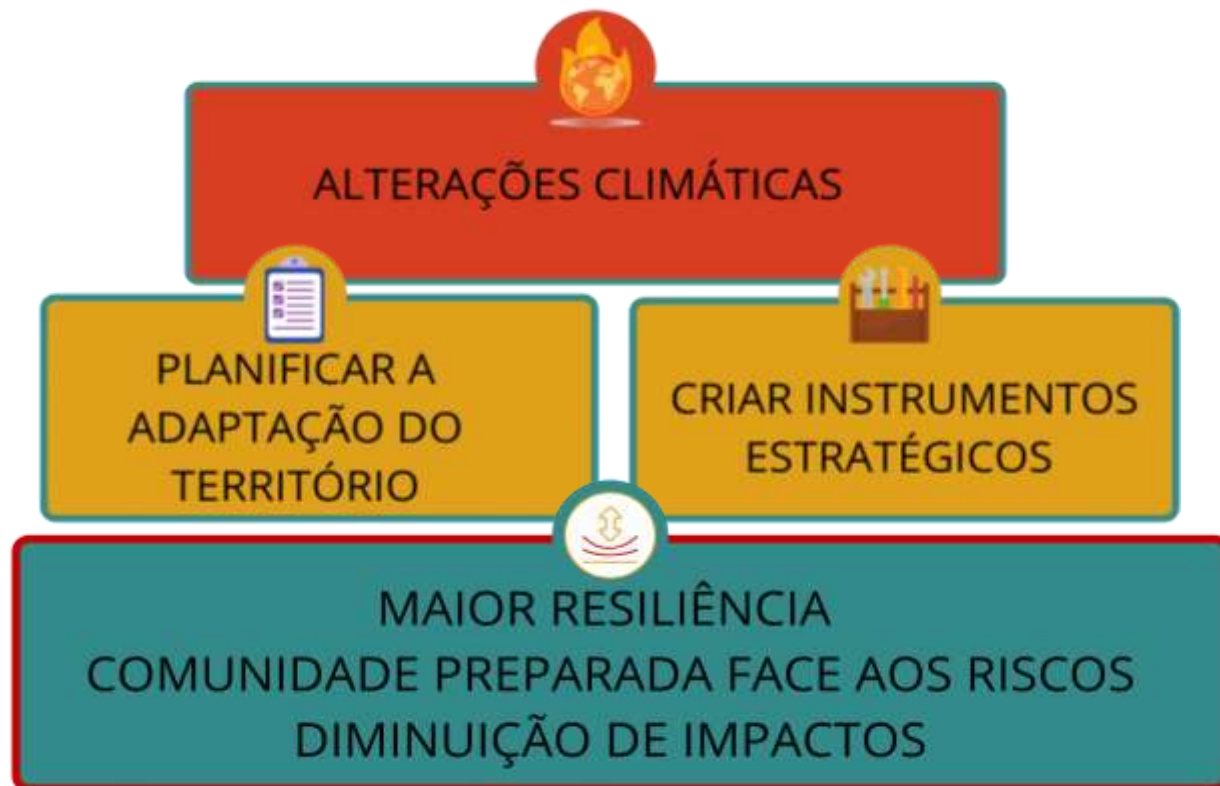 ALTERAÇÕES CLIMÁTICAS
PLANIFICAR A
ADAPTAÇÃO DO
TERRITÓRIO
CRIAR INSTRUMENTOS
ESTRATÉGICOS
MAIOR RESILIÊNCIA
COMUNIDADE PREPARADA FACE AOS RISCOS
DIMINUIÇÃO DE IMPACTOS